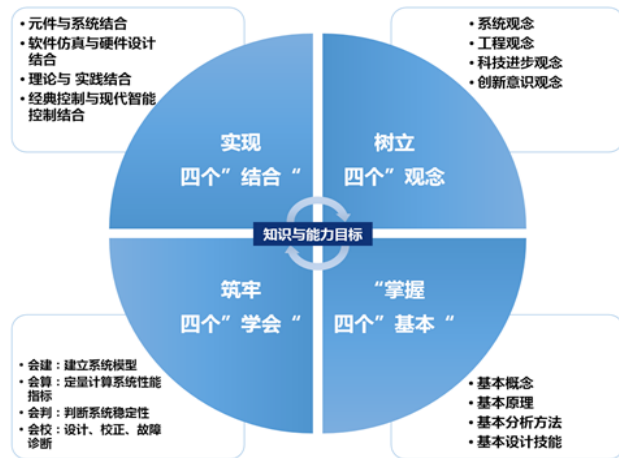 • 元件与系统结合
• 软件仿真与硬件设计
结合
• 理论与 实践结合
• 经典控制与现代智能
控制结合
• 系统观念
• 工程观念
• 科技进步观念
• 创新意识观念
实现
四个”结合“
树立
四个”观念
知识与能力目标
筑牢
四个”学会“
“掌握
四个”基本“
• 会建：建立系统模型
• 会算：定量计算系统性能
指标
• 会判：判断系统稳定性
• 会校：设计、校正、故障
诊断
• 基本概念
• 基本原理
• 基本分析方法
• 基本设计技能